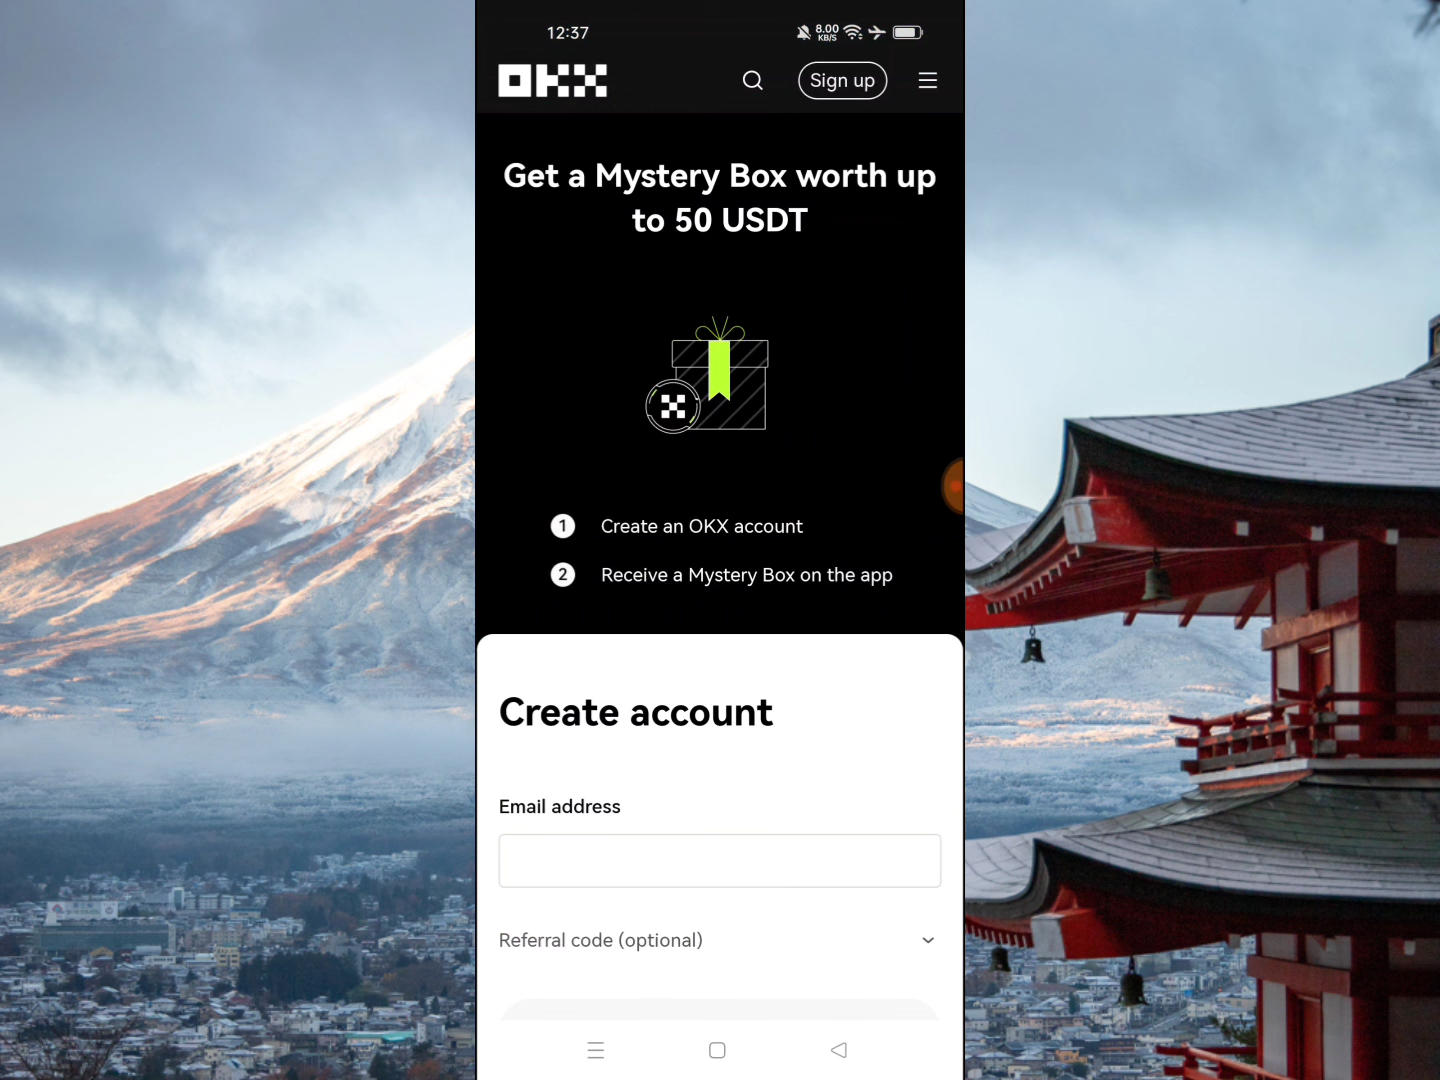 12:37
8.00
KB/S
OKX
Sign up
Get a Mystery Box worth up
to 50 USDT
1 Create an OKX account
2 Receive a Mystery Box on the app
Create account
Email address
Referral code (optional)